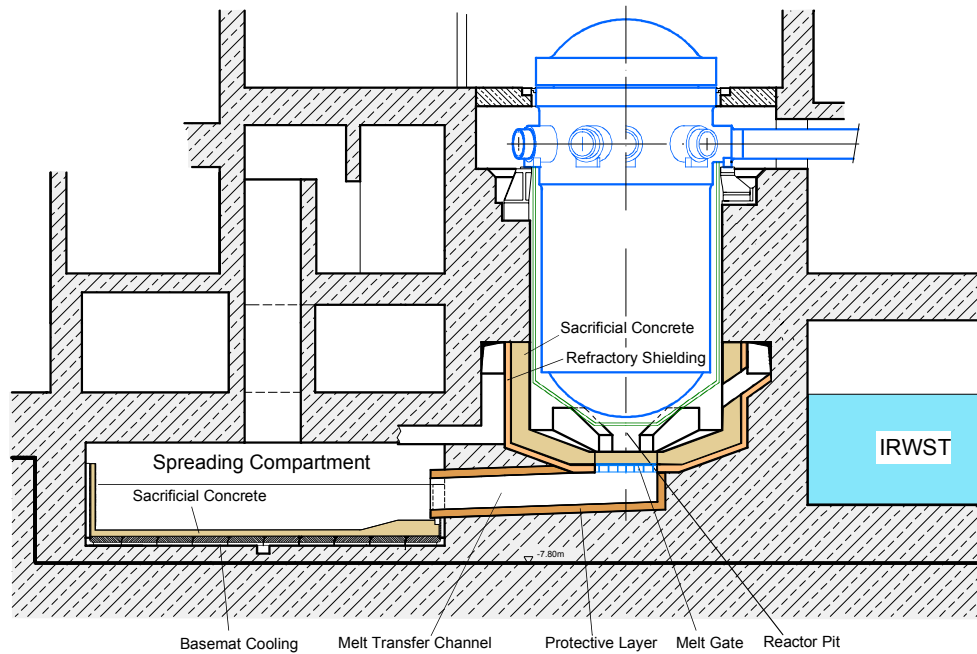 Sacrificial Concrete
Refractory Shielding
IRWST
Spreading Compartment
Sacrificial Concrete
-7.80m
Basemat Cooling
Melt Transfer Channel
Protective Layer
Melt Gate
Reactor Pit